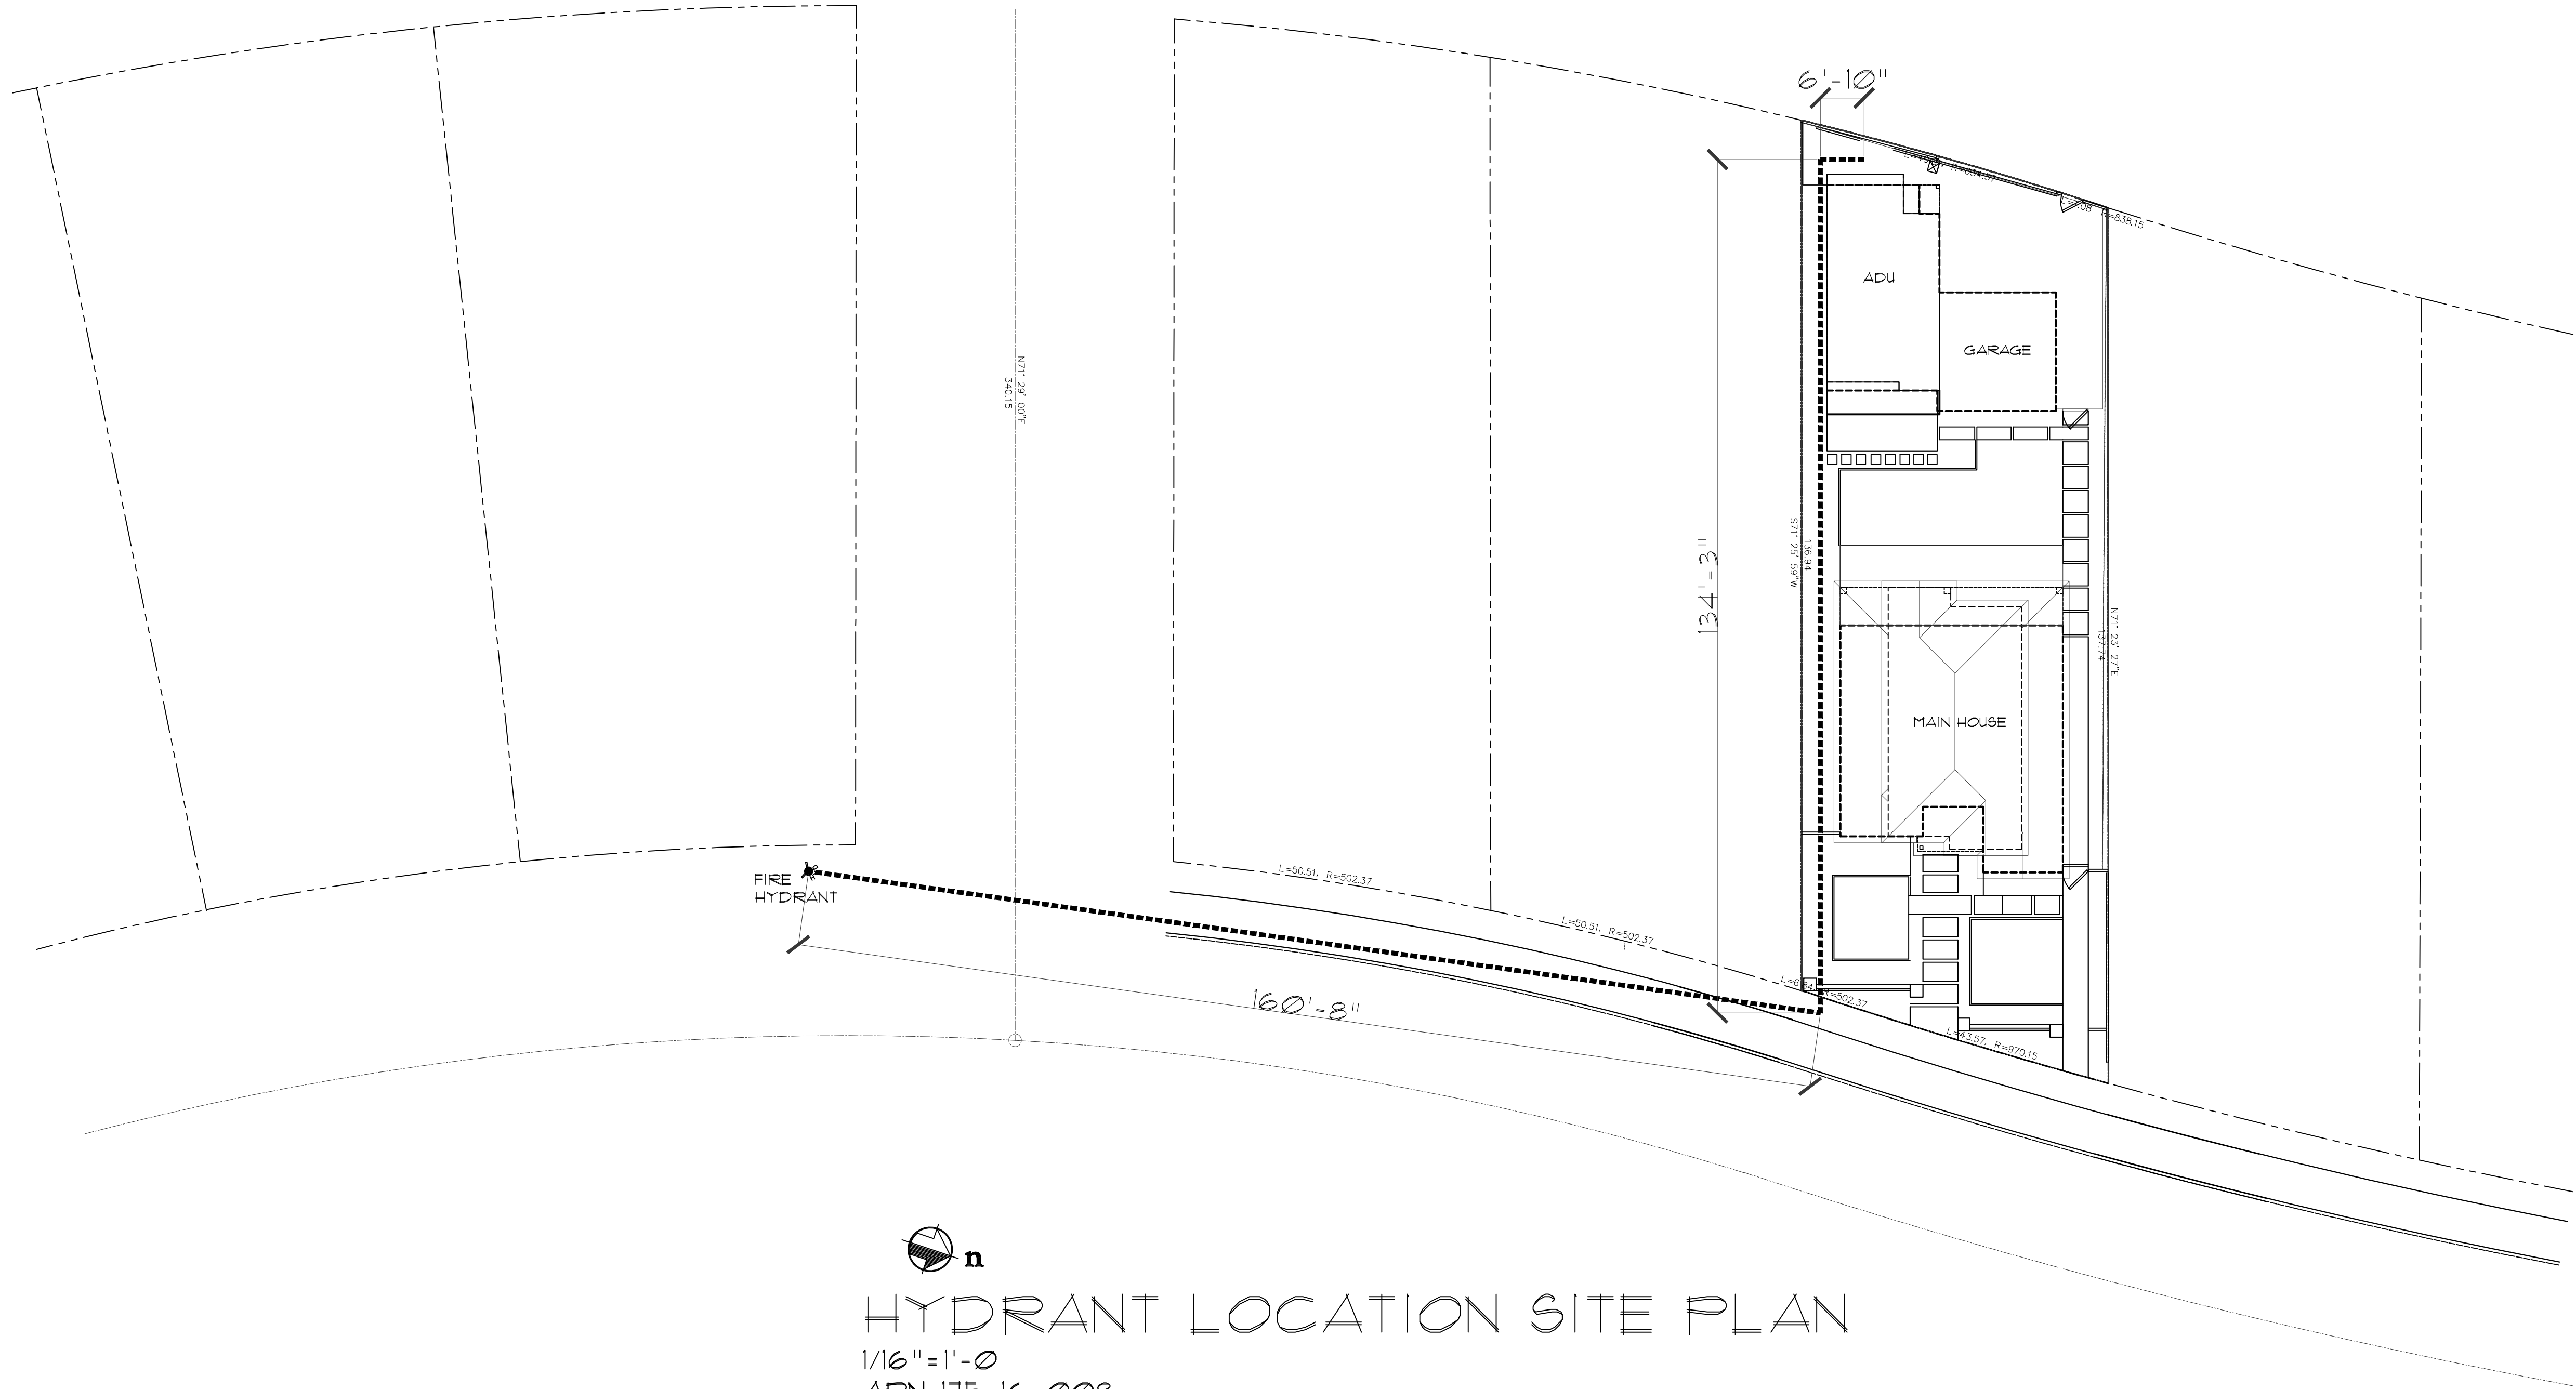 6'-10"
R=634.37
R=838.15
ADU
GARAGE
N71° 29' 00"E
340.15
134'-3"
S71° 25' 59"W
136.94
N71° 23' 27"E
137.74
MAIN HOUSE
FIRE
HYDRANT
L=50.51, R=502.37
L=50.51, R=502.37
R=502.37
L=43.57, R=970.15
160'-8"
n
HYDRANT LOCATION SITE PLAN
1/16"=1'-0